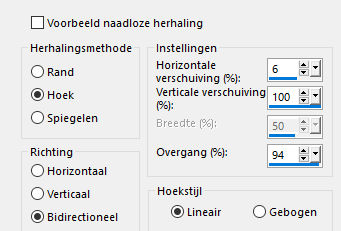 Voorbeeld naadloze herhaling
Herhalingsmethode
Rand
Hoek
Spiegelen
Richting
Horizontaal
Verticaal
Bidirectioneel
Instellingen
Horizontale
verschuiving (%): 6
Verticale verschuiving
(%): 100
Breedte (%): 50
Overgang (%): 94
Hoekstijl
Lineair Gebogen